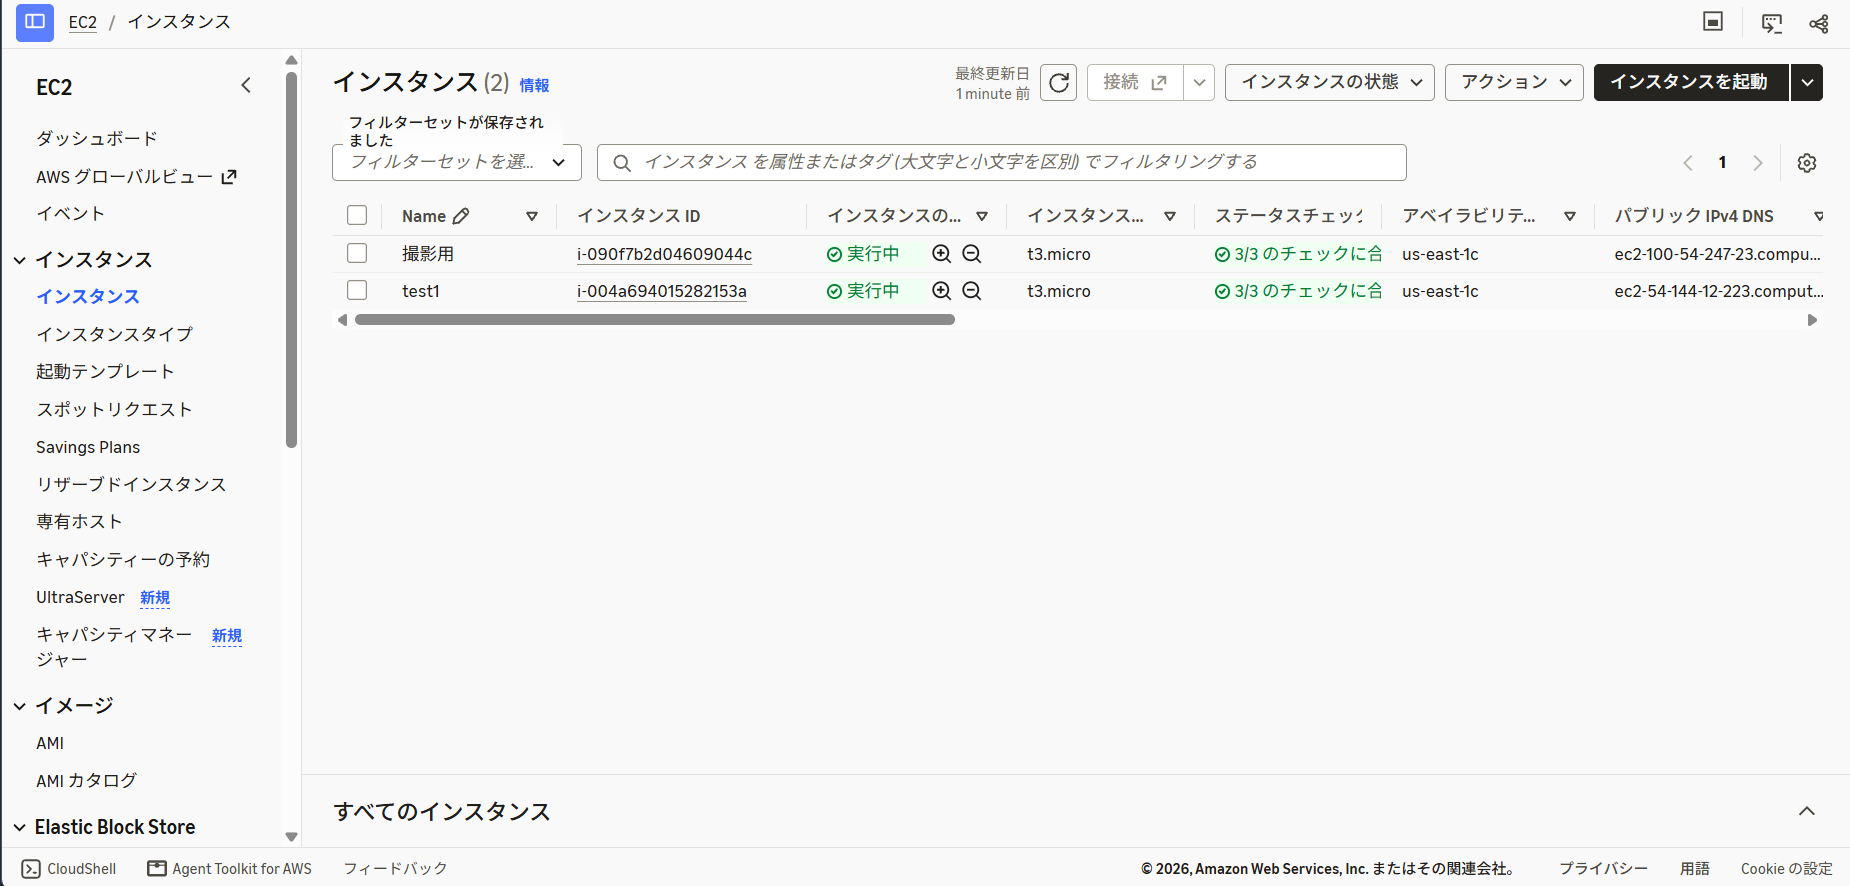 EC2 / インスタンス
EC2
ダッシュボード
AWS グローバルビュー
イベント
インスタンス
インスタンス
インスタンスタイプ
起動テンプレート
スポットリクエスト
Savings Plans
リザーブドインスタンス
専有ホスト
キャパシティーの予約
UltraServer 新規
キャパシティマネー 新規
ジャー
イメージ
AMI
AMI カタログ
Elastic Block Store
インスタンス (2) 情報
最終更新日
1 minute 前
接続
インスタンスの状態
アクション
インスタンスを起動
フィルターセットが保存され
ました
フィルターセットを選...
インスタンス を属性またはタグ (大文字と小文字を区別) でフィルタリングする
1
Name インスタンス ID インスタンスの... インスタンス... ステータスチェック アベイラビリテ... パブリック IPv4 DNS
撮影用 i-090f7b2d04609044c 実行中 t3.micro 3/3 のチェックに合 us-east-1c ec2-100-54-247-23.compu...
test1 i-004a694015282153a 実行中 t3.micro 3/3 のチェックに合 us-east-1c ec2-54-144-12-223.comput...
すべてのインスタンス
CloudShell Agent Toolkit for AWS フィードバック © 2026, Amazon Web Services, Inc. またはその関連会社。 プライバシー 用語 Cookie の設定